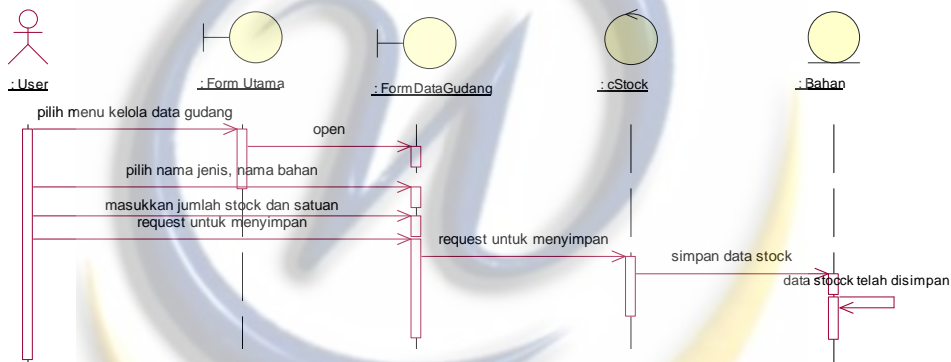 : User
: Form Utama
: FormDataGudang
: cStock
: Bahan
pilih menu kelola data gudang
open
pilih nama jenis, nama bahan
masukkan jumlah stock dan satuan
request untuk menyimpan
request untuk menyimpan
simpan data stock
data stocck telah disimpan